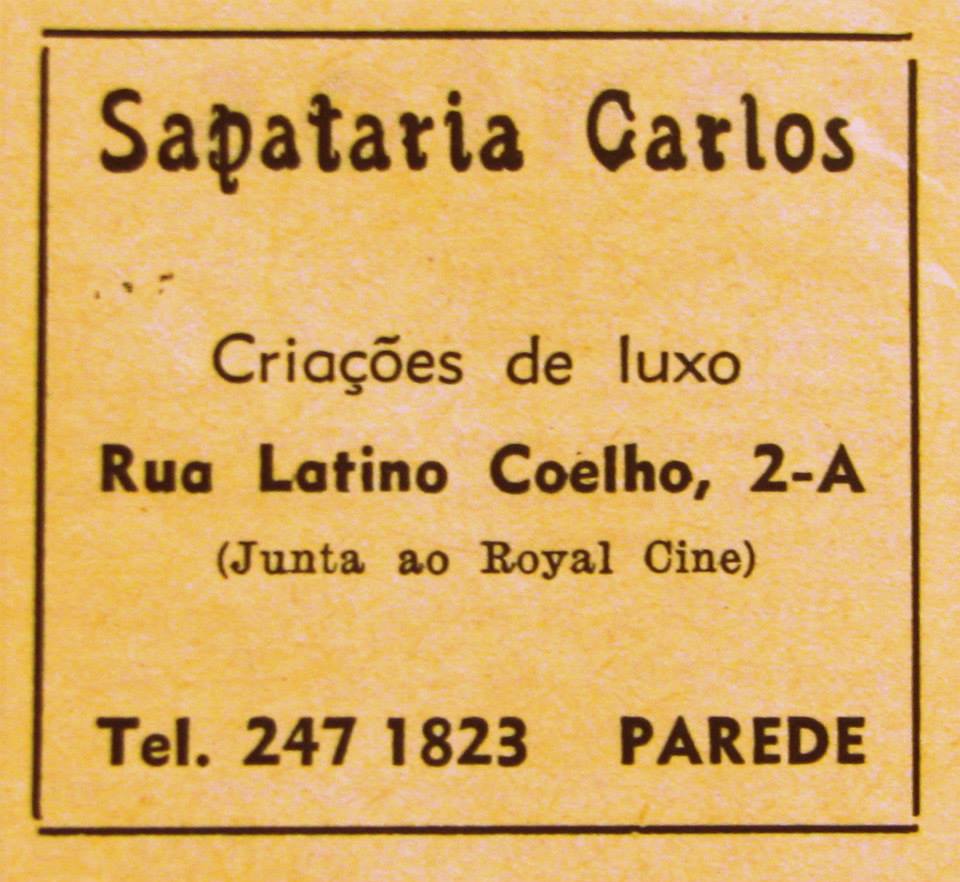 Sapataria Carlos
Criações de luxo
Rua Latino Coelho, 2-A
(Junta ao Royal Cine)
Tel. 247 1823 PAREDE